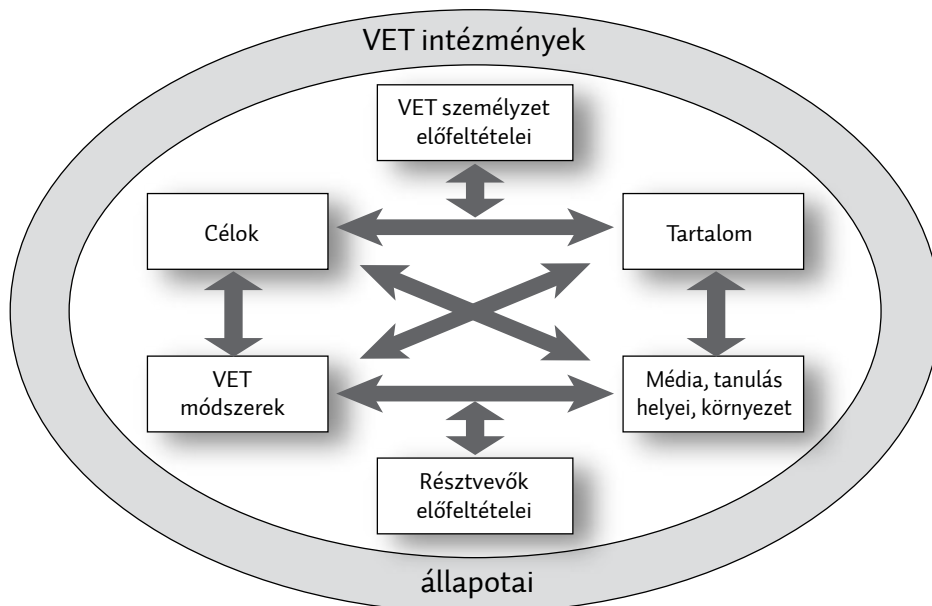 VET intézmények
VET személyzet
előfeltételei
Célok
Tartalom
VET
módszerek
Média, tanulás
helyei, környezet
Résztvevők
előfeltételei
állapotai